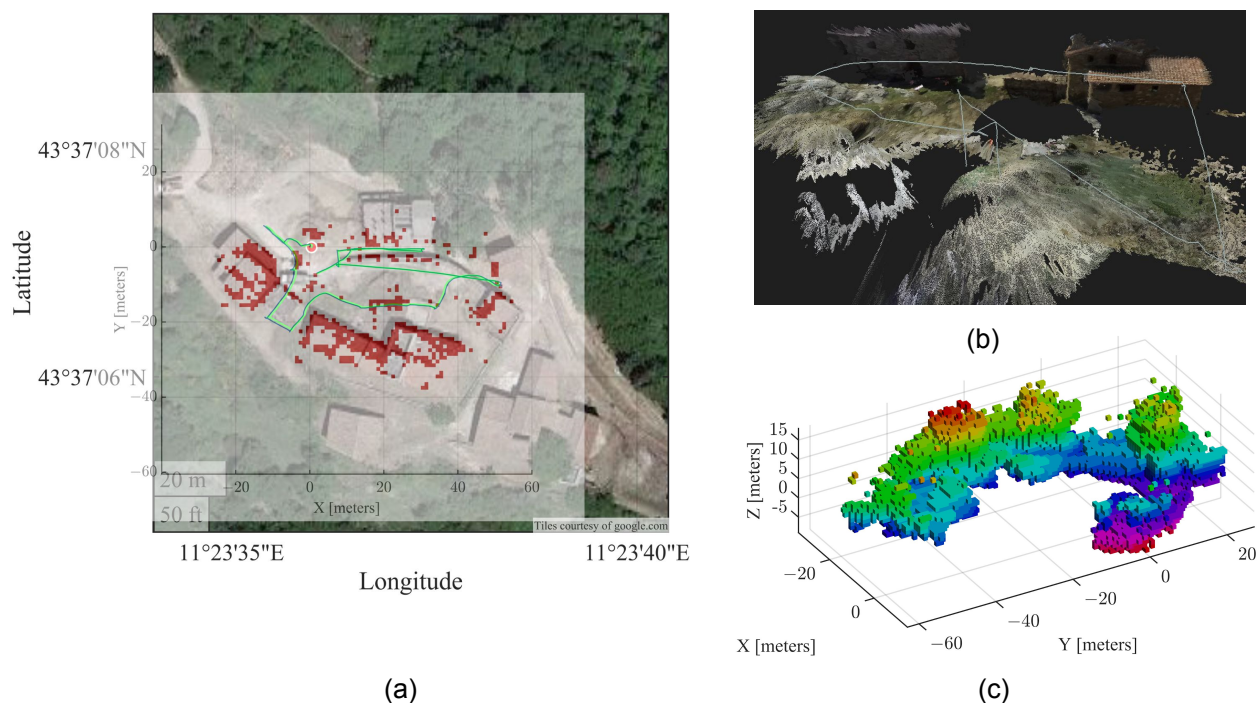 43°37'08"N
20
0
−20
43°37'06"N
−40
−60
Latitude
Y [meters]
20 m
50 ft
−20
0
20
40
60
X [meters]
Tiles courtesy of google.com
11°23'35"E
11°23'40"E
Longitude
(a)
(b)
15
10
5
0
-5
Z [meters]
−20
0
X [meters]
−60
−40
−20
0
20
Y [meters]
(c)